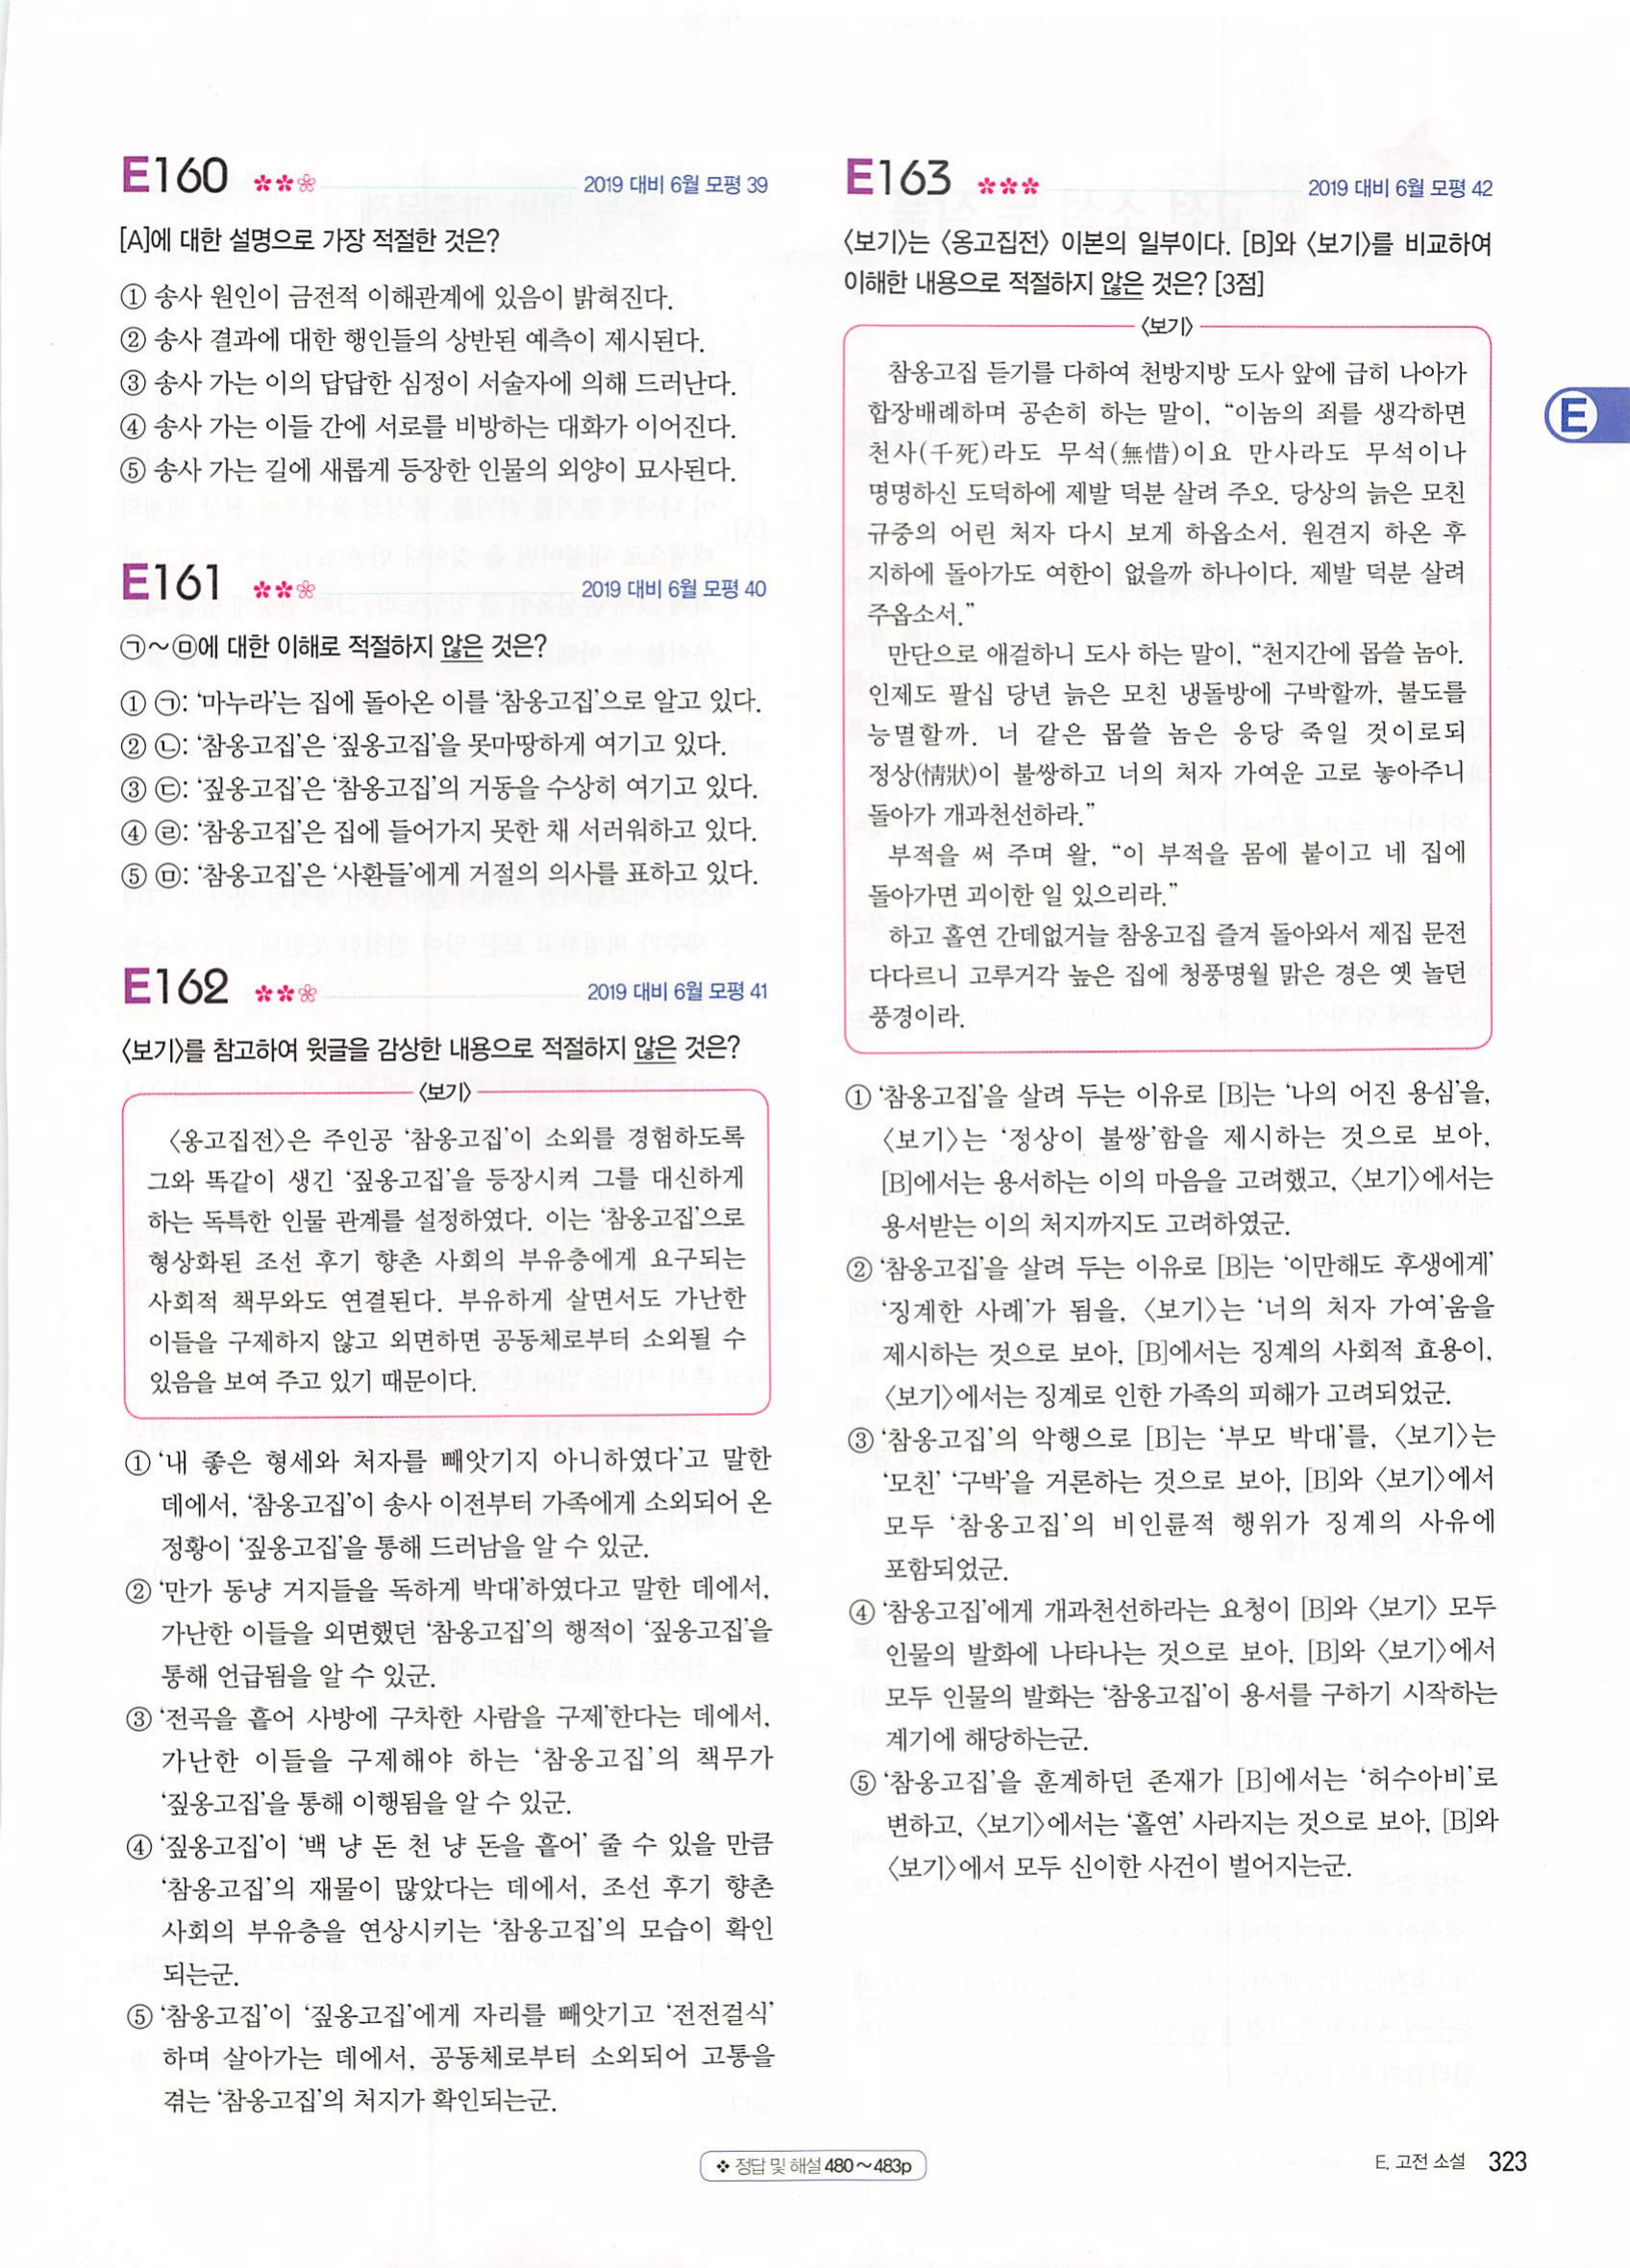 E160
2019 대비 6월 모평 39
[A]에 대한 설명으로 가장 적절한 것은?
① 송사 원인이 금전적 이해관계에 있음이 밝혀진다.
② 송사 결과에 대한 행인들의 상반된 예측이 제시된다.
③ 송사 가는 이의 답답한 심정이 서술자에 의해 드러난다.
④ 송사 가는 이들 간에 서로를 비방하는 대화가 이어진다.
⑤ 송사 가는 길에 새롭게 등장한 인물의 외양이 묘사된다.
E161
2019 대비 6월 모평 40
㉠~㉤에 대한 이해로 적절하지 않은 것은?
① ㉠: ‘마누라’는 집에 돌아온 이를 ‘참옹고집’으로 알고 있다.
② ㉡: ‘참옹고집’은 ‘짚옹고집’을 못마땅하게 여기고 있다.
③ ㉢: ‘짚옹고집’은 ‘참옹고집’의 거동을 수상히 여기고 있다.
④ ㉣: ‘참옹고집’은 집에 들어가지 못한 채 서러워하고 있다.
⑤ ㉤: ‘참옹고집’은 ‘사환들’에게 거절의 의사를 표하고 있다.
E162
2019 대비 6월 모평 41
〈보기〉를 참고하여 윗글을 감상한 내용으로 적절하지 않은 것은?
〈보기〉
〈옹고집전〉은 주인공 ‘참옹고집’이 소외를 경험하도록
그와 똑같이 생긴 ‘짚옹고집’을 등장시켜 그를 대신하게
하는 독특한 인물 관계를 설정하였다. 이는 ‘참옹고집’으로
형상화된 조선 후기 향촌 사회의 부유층에게 요구되는
사회적 책무와도 연결된다. 부유하게 살면서도 가난한
이들을 구제하지 않고 외면하면 공동체로부터 소외될 수
있음을 보여 주고 있기 때문이다.
① ‘내 좋은 형세와 처자를 빼앗기지 아니하였다’고 말한
데에서, ‘참옹고집’이 송사 이전부터 가족에게 소외되어 온
정황이 ‘짚옹고집’을 통해 드러남을 알 수 있군.
② ‘만가 동냥 거지들을 독하게 박대’하였다고 말한 데에서,
가난한 이들을 외면했던 ‘참옹고집’의 행적이 ‘짚옹고집’을
통해 언급됨을 알 수 있군.
③ ‘전곡을 흩어 사방에 구차한 사람을 구제’한다는 데에서,
가난한 이들을 구제해야 하는 ‘참옹고집’의 책무가
‘짚옹고집’을 통해 이행됨을 알 수 있군.
④ ‘짚옹고집’이 ‘백 냥 돈 천 냥 돈을 흩어’ 줄 수 있을 만큼
‘참옹고집’의 재물이 많았다는 데에서, 조선 후기 향촌
사회의 부유층을 연상시키는 ‘참옹고집’의 모습이 확인
되는군.
⑤ ‘참옹고집’이 ‘짚옹고집’에게 자리를 빼앗기고 ‘전전걸식’
하며 살아가는 데에서, 공동체로부터 소외되어 고통을
겪는 ‘참옹고집’의 처지가 확인되는군.
E163
2019 대비 6월 모평 42
〈보기〉는 〈옹고집전〉 이본의 일부이다. [B]와 〈보기〉를 비교하여
이해한 내용으로 적절하지 않은 것은? [3점]
〈보기〉
참옹고집 듣기를 다하여 천방지방 도사 앞에 급히 나아가
합장배례하며 공손히 하는 말이, “이놈의 죄를 생각하면
천사(千死)라도 무석(無惜)이요 만사라도 무석이나
명명하신 도덕하에 제발 덕분 살려 주오. 당상의 늙은 모친
규중의 어린 처자 다시 보게 하옵소서. 원견지 하온 후
지하에 돌아가도 여한이 없을까 하나이다. 제발 덕분 살려
주옵소서.”
만단으로 애걸하니 도사 하는 말이, “천지간에 몹쓸 놈아.
인제도 팔십 당년 늙은 모친 냉돌방에 구박할까, 불도를
능멸할까. 너 같은 몹쓸 놈은 응당 죽일 것이로되
정상(情狀)이 불쌍하고 너의 처자 가여운 고로 놓아주니
돌아가 개과천선하라.”
부적을 써 주며 왈, “이 부적을 몸에 붙이고 네 집에
돌아가면 괴이한 일 있으리라.”
하고 홀연 간데없거늘 참옹고집 즐겨 돌아와서 제집 문전
다다르니 고루거각 높은 집에 청풍명월 맑은 경은 옛 놀던
풍경이라.
① ‘참옹고집’을 살려 두는 이유로 [B]는 ‘나의 어진 용심’을,
〈보기〉는 ‘정상이 불쌍’함을 제시하는 것으로 보아,
[B]에서는 용서하는 이의 마음을 고려했고, 〈보기〉에서는
용서받는 이의 처지까지도 고려하였군.
② ‘참옹고집’을 살려 두는 이유로 [B]는 ‘이만해도 후생에게’
‘징계한 사례’가 됨을, 〈보기〉는 ‘너의 처자 가여’움을
제시하는 것으로 보아, [B]에서는 징계의 사회적 효용이,
〈보기〉에서는 징계로 인한 가족의 피해가 고려되었군.
③ ‘참옹고집’의 악행으로 [B]는 ‘부모 박대’를, 〈보기〉는
‘모친’ ‘구박’을 거론하는 것으로 보아, [B]와 〈보기〉에서
모두 ‘참옹고집’의 비인륜적 행위가 징계의 사유에
포함되었군.
④ ‘참옹고집’에게 개과천선하라는 요청이 [B]와 〈보기〉 모두
인물의 발화에 나타나는 것으로 보아, [B]와 〈보기〉에서
모두 인물의 발화는 ‘참옹고집’이 용서를 구하기 시작하는
계기에 해당하는군.
⑤ ‘참옹고집’을 훈계하던 존재가 [B]에서는 ‘허수아비’로
변하고, 〈보기〉에서는 ‘홀연’ 사라지는 것으로 보아, [B]와
〈보기〉에서 모두 신이한 사건이 벌어지는군.
E
❖ 정답 및 해설 480~483p
E. 고전 소설 323